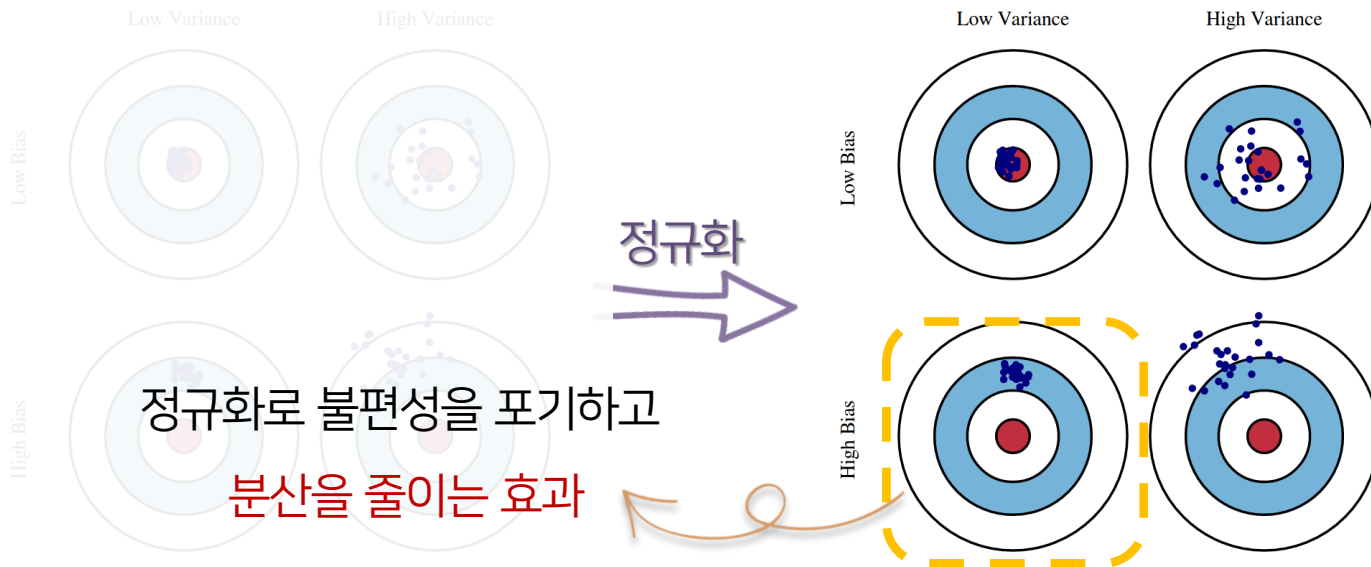 Low Variance
High Variance
Low Bias
High Bias
정규화로 불편성을 포기하고
분산을 줄이는 효과
정규화
Low Variance
High Variance
Low Bias
High Bias